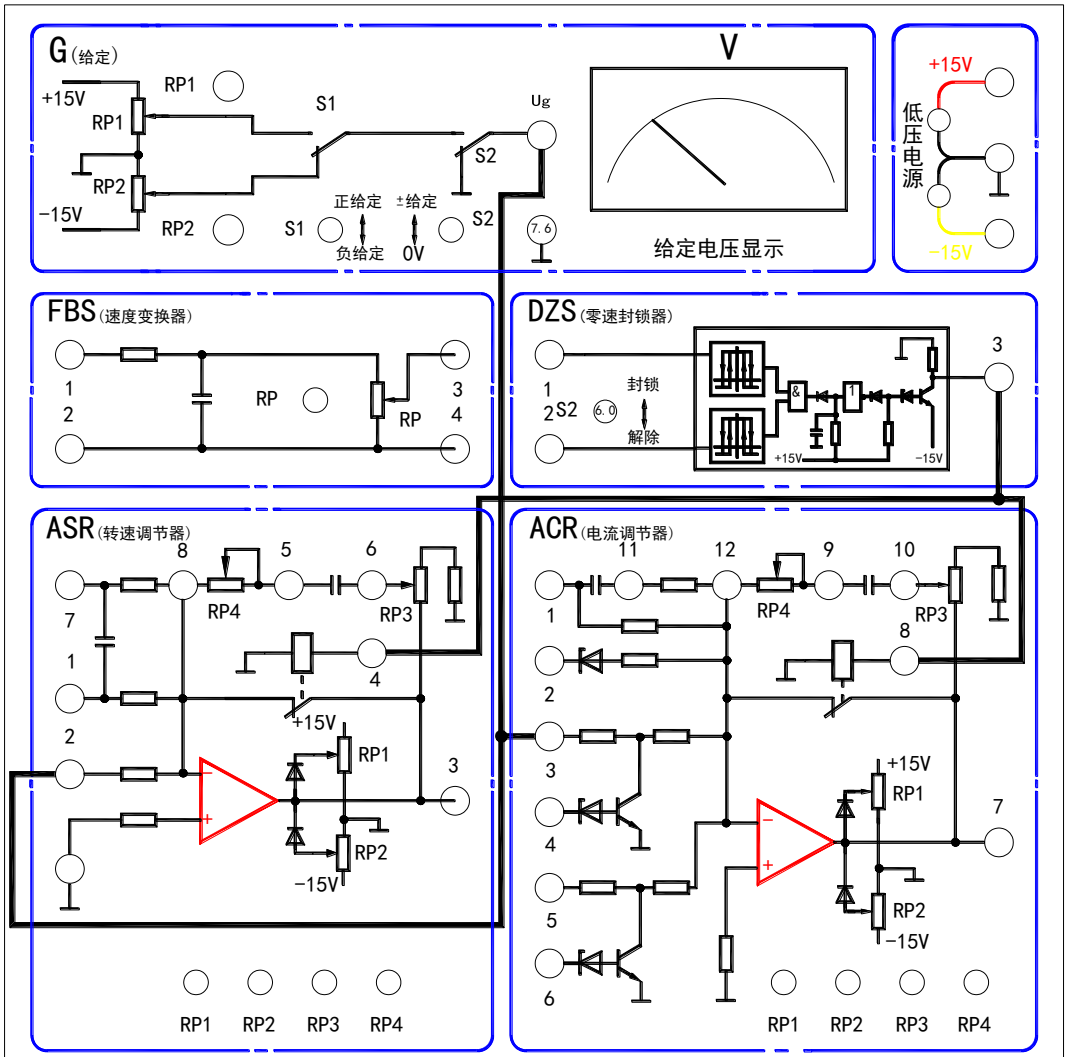 G(给定)
V
+15V
RP1
RP1
S1
Ug
S2
RP2
-15V
RP2
S1
正给定
负给定
±给定
0V
S2
7.6
给定电压显示
+15V
低压电源
-15V
FBS(速度变换器)
1
2
RP
RP
3
4
DZS(零速封锁器)
1
2
S2
6.0
封锁
解除
&
1
+15V
-15V
3
ASR(转速调节器)
7
8
RP4
5
6
RP3
4
1
2
+15V
RP1
−
+
3
RP2
-15V
RP1
RP2
RP3
RP4
ACR(电流调节器)
1
11
12
RP4
9
10
RP3
8
2
3
4
5
6
+15V
RP1
−
+
7
RP2
-15V
RP1
RP2
RP3
RP4